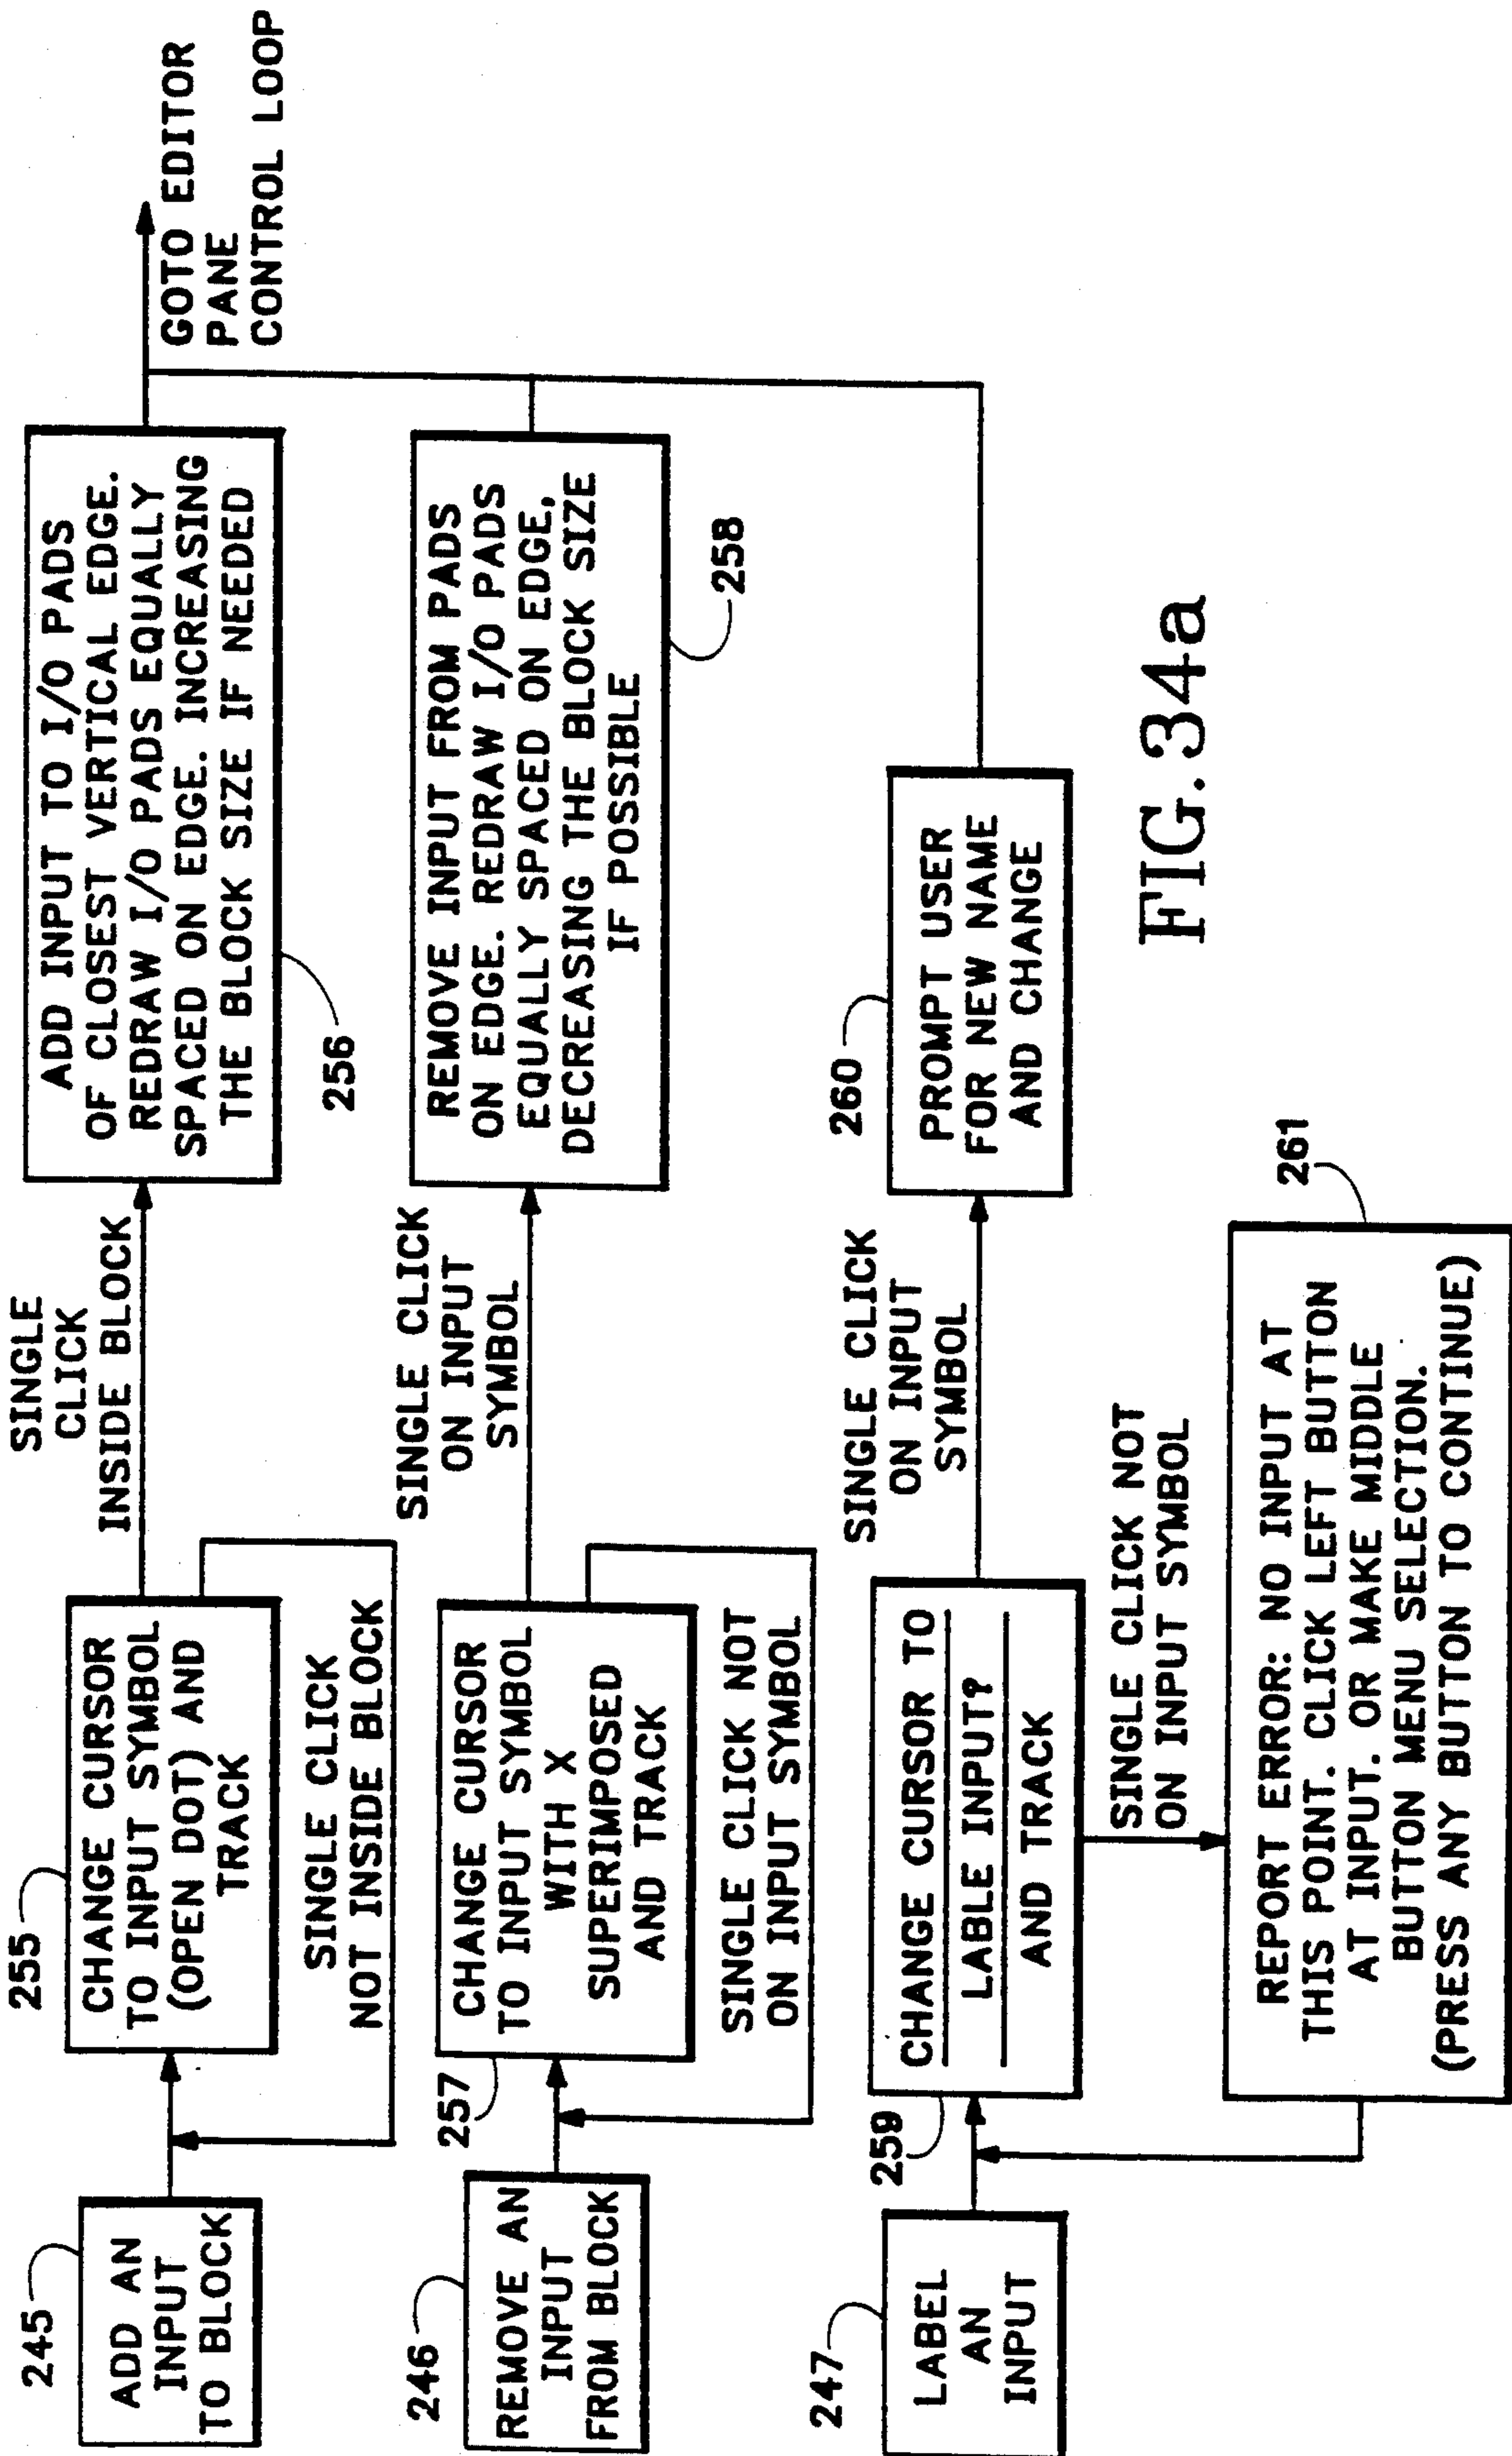 245
ADD AN
INPUT
TO BLOCK
255
CHANGE CURSOR
TO INPUT SYMBOL
(OPEN DOT) AND
TRACK
SINGLE CLICK
NOT INSIDE BLOCK
SINGLE
CLICK
INSIDE BLOCK
ADD INPUT TO I/O PADS
OF CLOSEST VERTICAL EDGE.
REDRAW I/O PADS EQUALLY
SPACED ON EDGE. INCREASING
THE BLOCK SIZE IF NEEDED
256
GOTO EDITOR
PANE
CONTROL LOOP
246
REMOVE AN
INPUT
FROM BLOCK
257
CHANGE CURSOR
TO INPUT SYMBOL
WITH X
SUPERIMPOSED
AND TRACK
SINGLE CLICK NOT
ON INPUT SYMBOL
SINGLE CLICK
ON INPUT
SYMBOL
REMOVE INPUT FROM PADS
ON EDGE. REDRAW I/O PADS
EQUALLY SPACED ON EDGE,
DECREASING THE BLOCK SIZE
IF POSSIBLE
258
247
LABEL
AN
INPUT
259
CHANGE CURSOR TO
LABLE INPUT?
AND TRACK
SINGLE CLICK
ON INPUT
SYMBOL
260
PROMPT USER
FOR NEW NAME
AND CHANGE
SINGLE CLICK NOT
ON INPUT SYMBOL
261
REPORT ERROR: NO INPUT AT
THIS POINT. CLICK LEFT BUTTON
AT INPUT. OR MAKE MIDDLE
BUTTON MENU SELECTION.
(PRESS ANY BUTTON TO CONTINUE)
FIG.34a